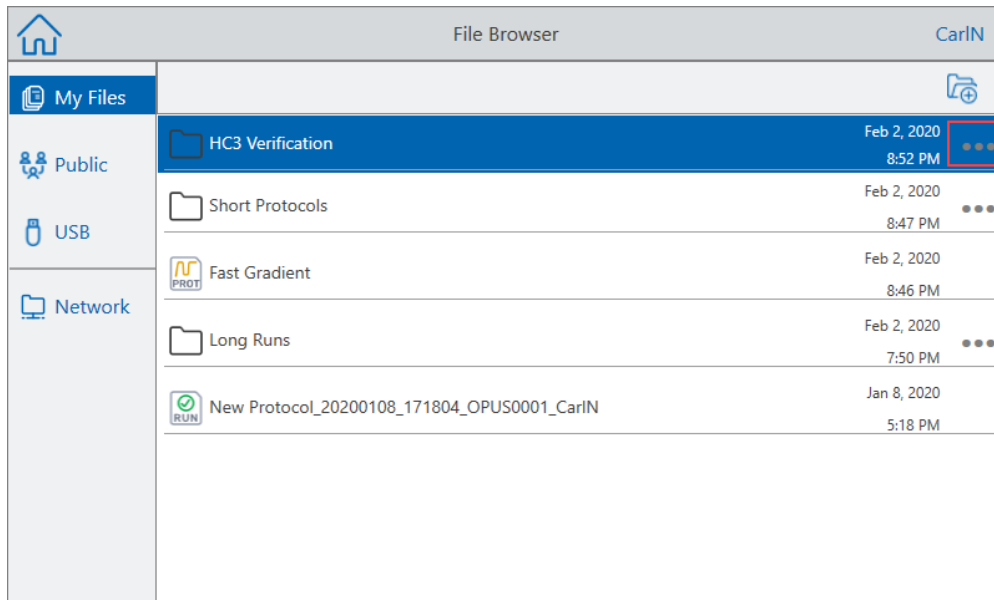 File Browser
CarlN
My Files
Public
USB
Network
HC3 Verification
Feb 2, 2020
8:52 PM
Short Protocols
Feb 2, 2020
8:47 PM
PROT
Fast Gradient
Feb 2, 2020
8:46 PM
Long Runs
Feb 2, 2020
7:50 PM
RUN
New Protocol_20200108_171804_OPUS0001_CarlN
Jan 8, 2020
5:18 PM